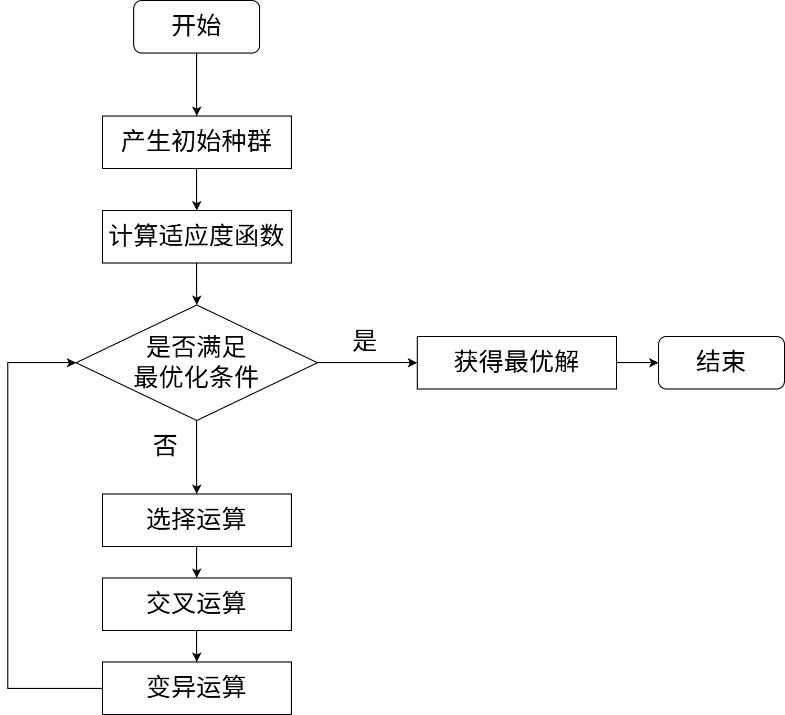 开始
产生初始种群
计算适应度函数
是否满足
最优化条件
是
获得最优解
结束
否
选择运算
交叉运算
变异运算